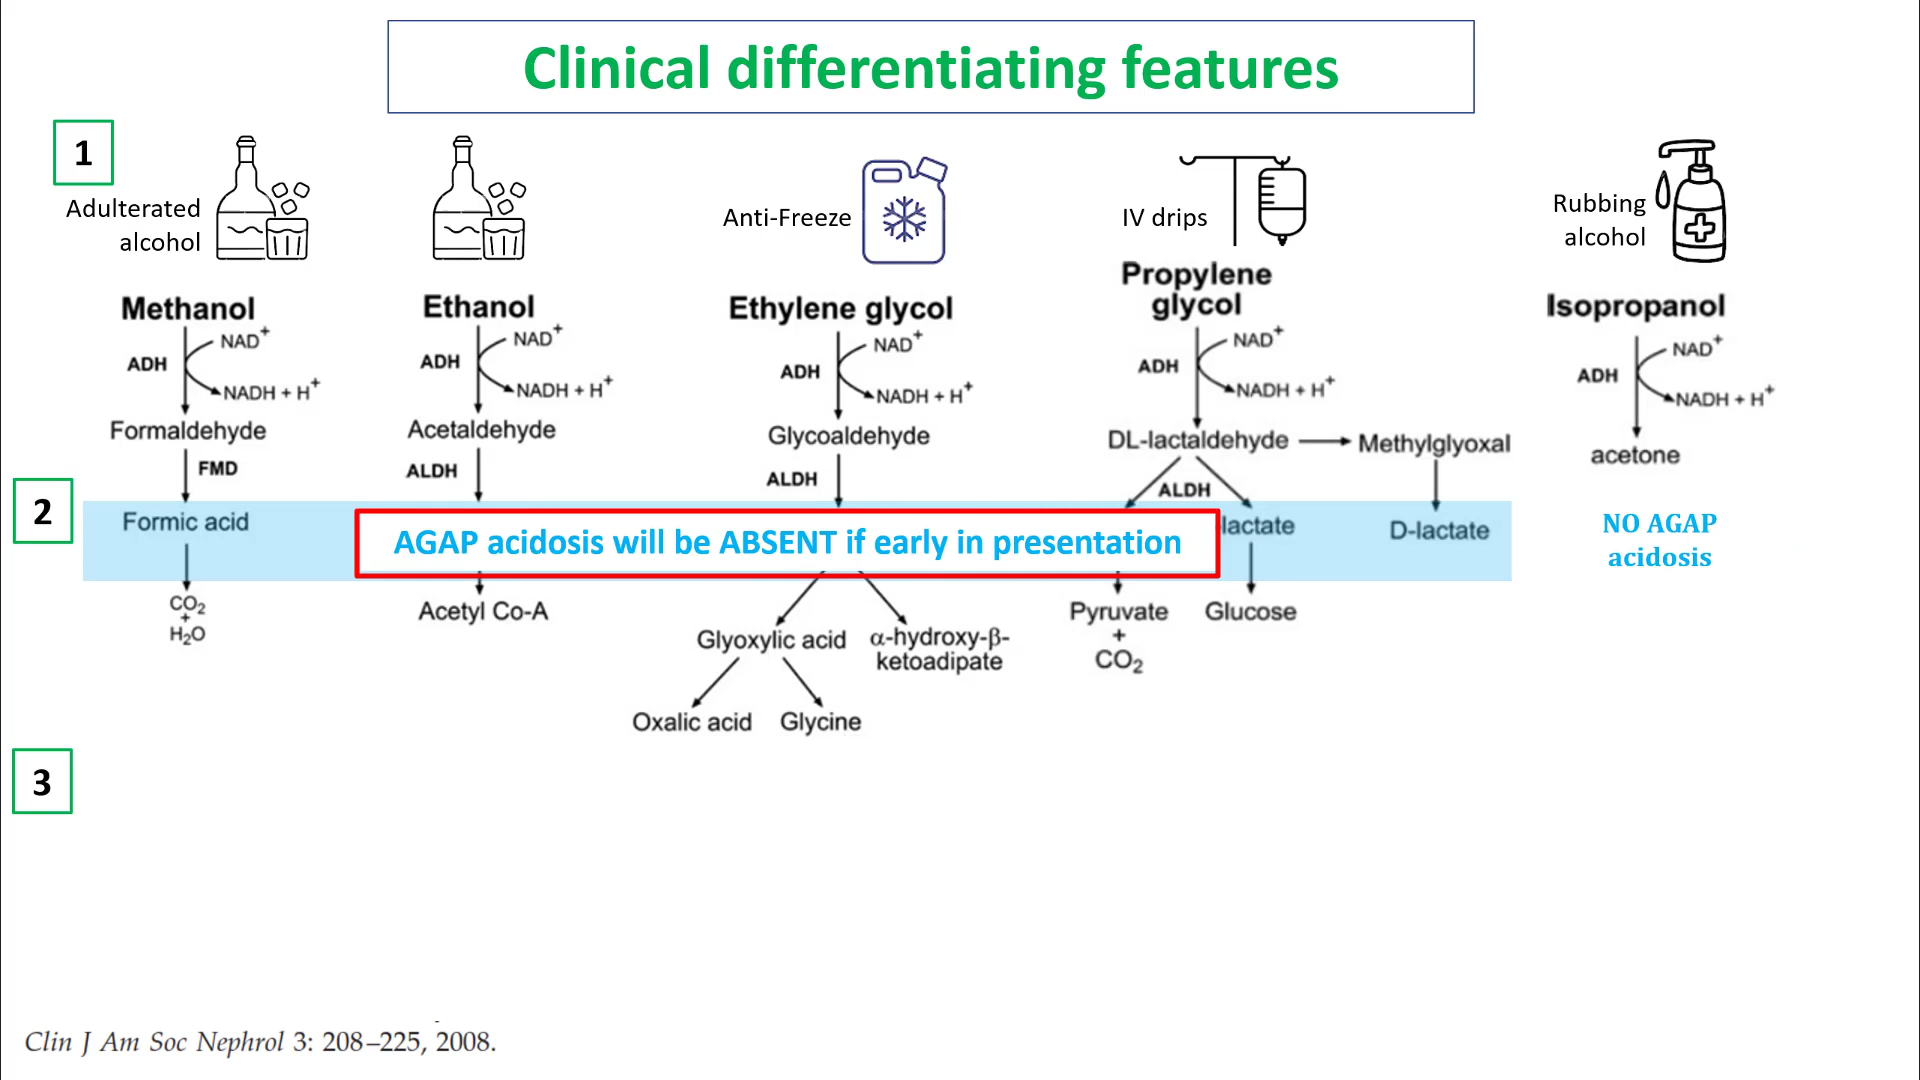 Clinical differentiating features
1
Adulterated
alcohol
Anti-Freeze
IV drips
Rubbing
alcohol
Methanol
Ethanol
Ethylene glycol
Propylene
glycol
Isopropanol
ADH
NAD+
NADH + H+
ADH
NAD+
NADH + H+
ADH
NAD+
NADH + H+
ADH
NAD+
NADH + H+
ADH
NAD+
NADH + H+
Formaldehyde
Acetaldehyde
Glycoaldehyde
DL-lactaldehyde
Methylglyoxal
acetone
FMD
ALDH
ALDH
ALDH
2
Formic acid
AGAP acidosis will be ABSENT if early in presentation
lactate
D-lactate
NO AGAP
acidosis
CO2
+
H2O
Acetyl Co-A
Glyoxylic acid
α-hydroxy-β-
ketoadipate
Pyruvate
+
CO2
Glucose
Oxalic acid
Glycine
3
Clin J Am Soc Nephrol 3: 208–225, 2008.